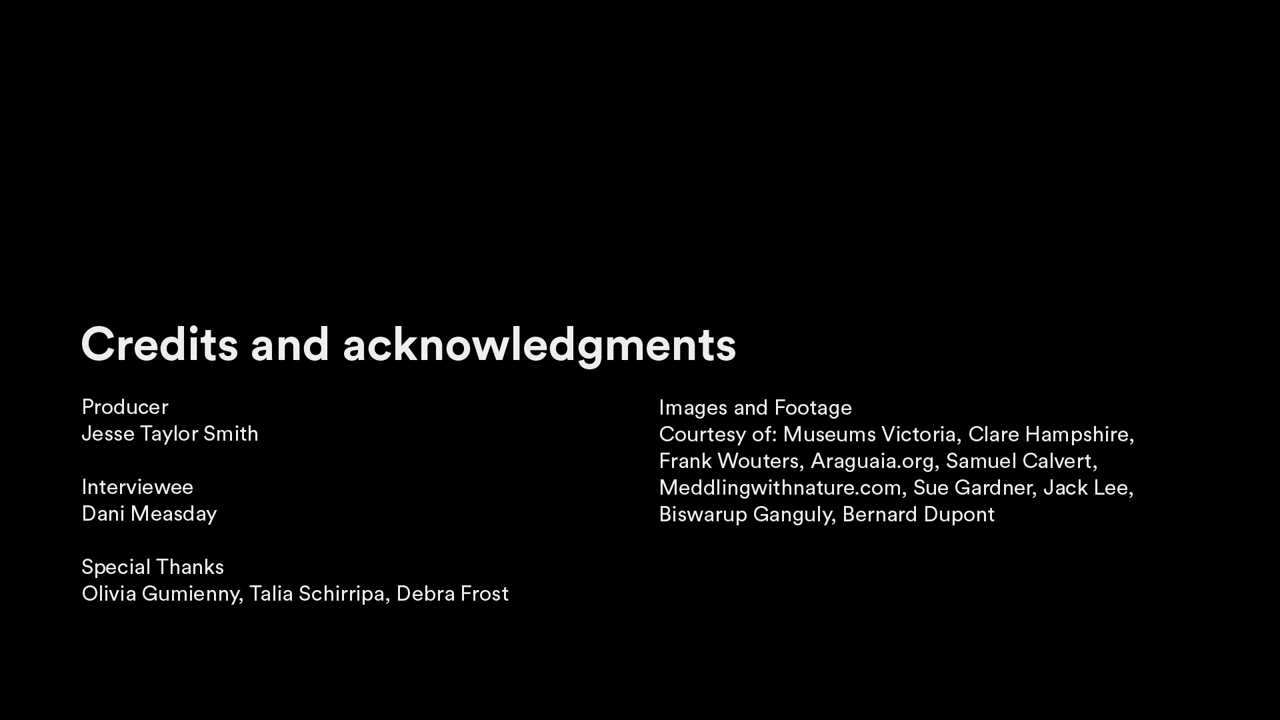 Credits and acknowledgments
Producer
Jesse Taylor Smith
Interviewee
Dani Measday
Special Thanks
Olivia Gumienny, Talia Schirripa, Debra Frost
Images and Footage
Courtesy of: Museums Victoria, Clare Hampshire,
Frank Wouters, Araguaia.org, Samuel Calvert,
Meddlingwithnature.com, Sue Gardner, Jack Lee,
Biswarup Ganguly, Bernard Dupont